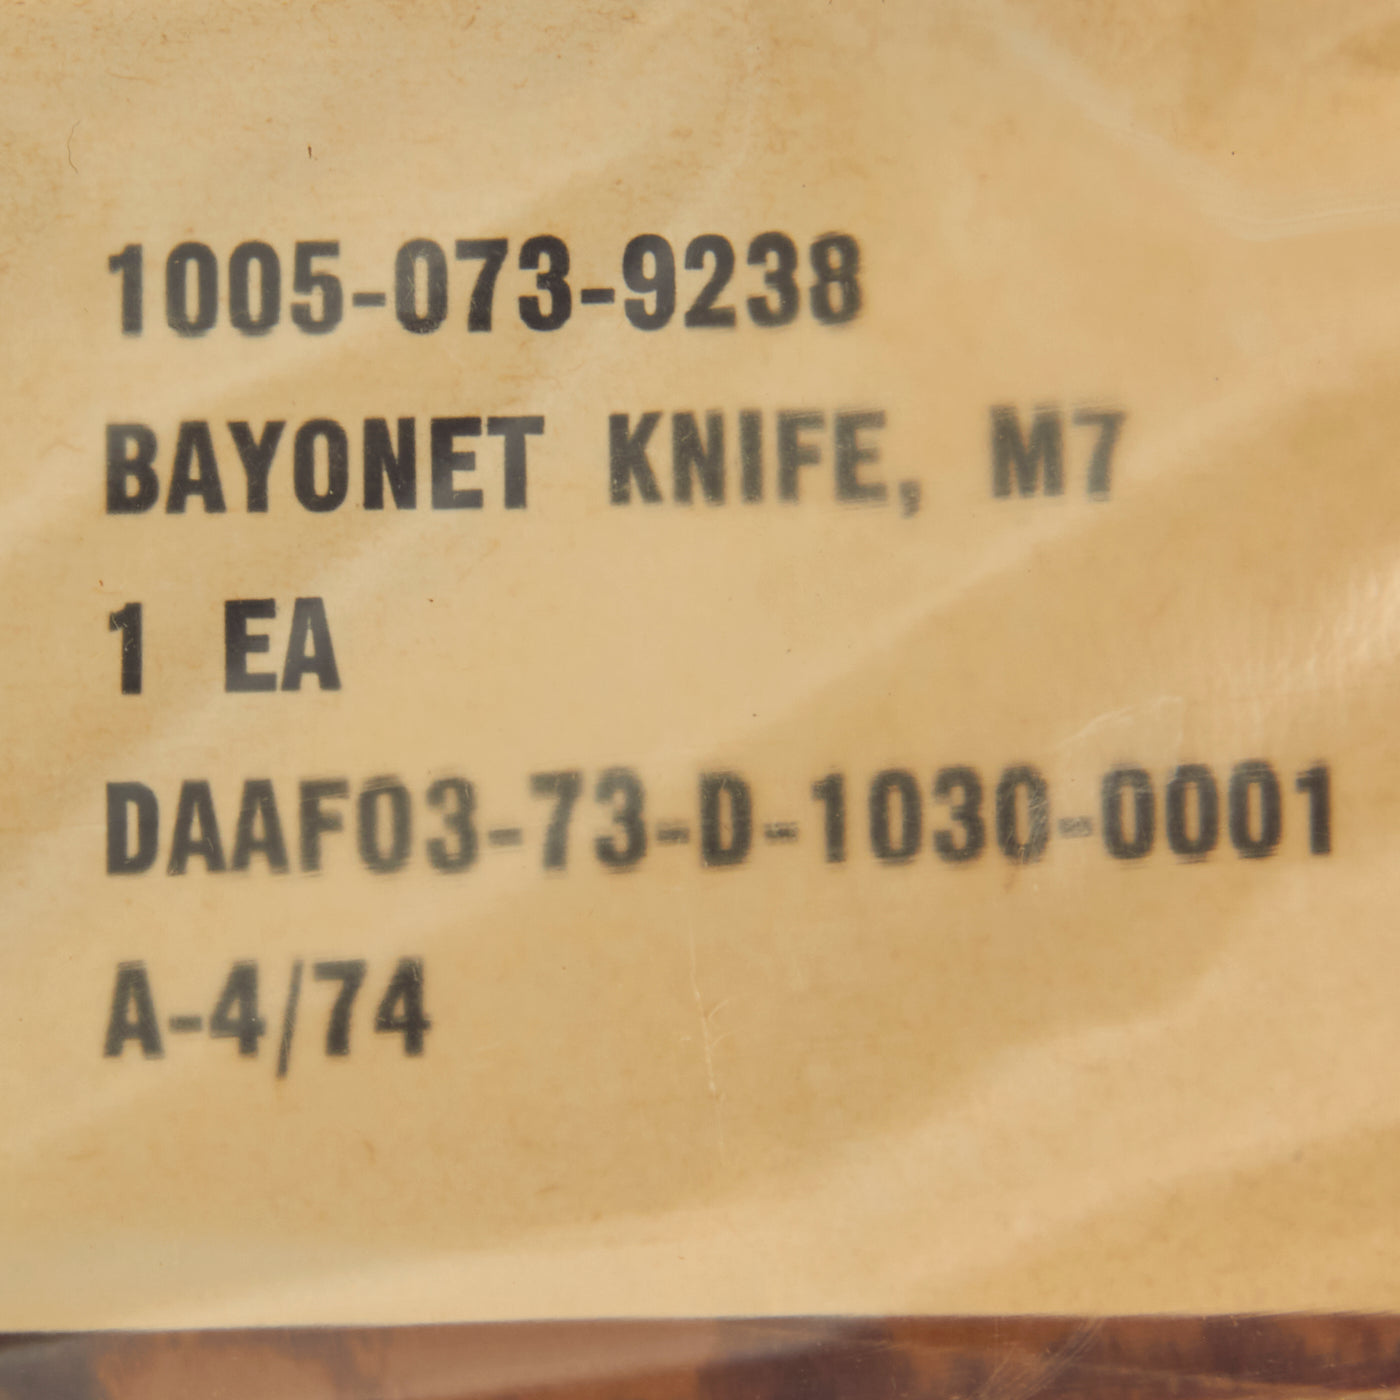 1005-073-9238
BAYONET KNIFE, M7
1 EA
DAAF03-73-D-1030-0001
A-4/74